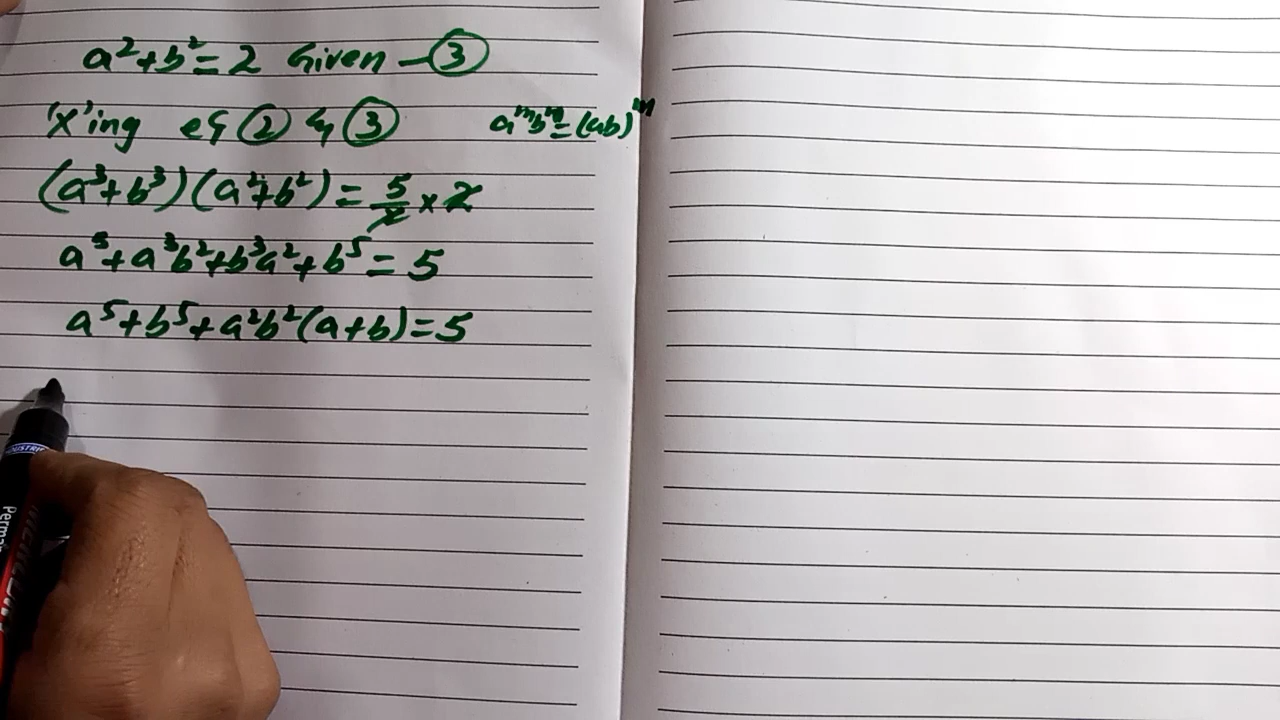 a²+b²=2 Given —③
'X'ing eq ② & ③
aᵐbᵐ=(ab)ᵐ
(a³+b³)(a²+b²)=5/2×2
a⁵+a³b²+b³a²+b⁵=5
a⁵+b⁵+a²b²(a+b)=5